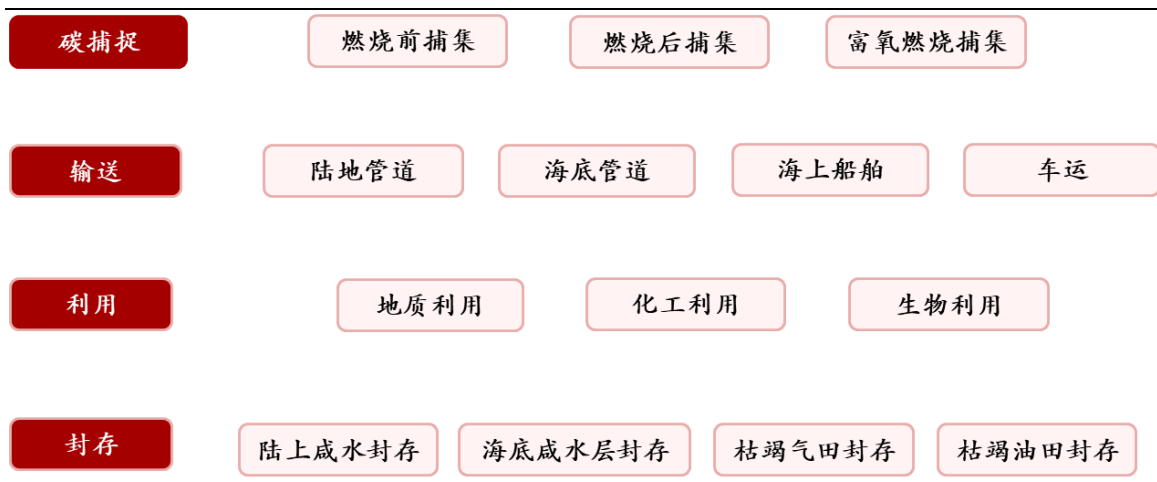 碳捕捉 燃烧前捕集 燃烧后捕集 富氧燃烧捕集
输送 陆地管道 海底管道 海上船舶 车运
利用 地质利用 化工利用 生物利用
封存 陆上咸水封存 海底咸水层封存 枯竭气田封存 枯竭油田封存